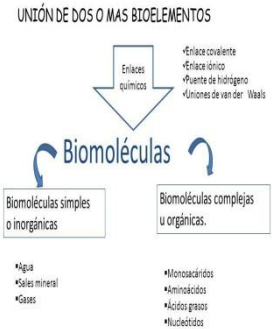 UNIÓN DE DOS O MAS BIOELEMENTOS
Enlaces
químicos
✓Enlace covalente
✓Enlace iónico
✓Puente de hidrógeno
✓Uniones de van der Waals
Biomoléculas
Biomoléculas simples
o inorgánicas
▪Agua
▪Sales mineral
▪Gases
Biomoléculas complejas
u orgánicas.
▪Monosacáridos
▪Aminoácidos
▪Ácidos grasos
▪Nucleótidos